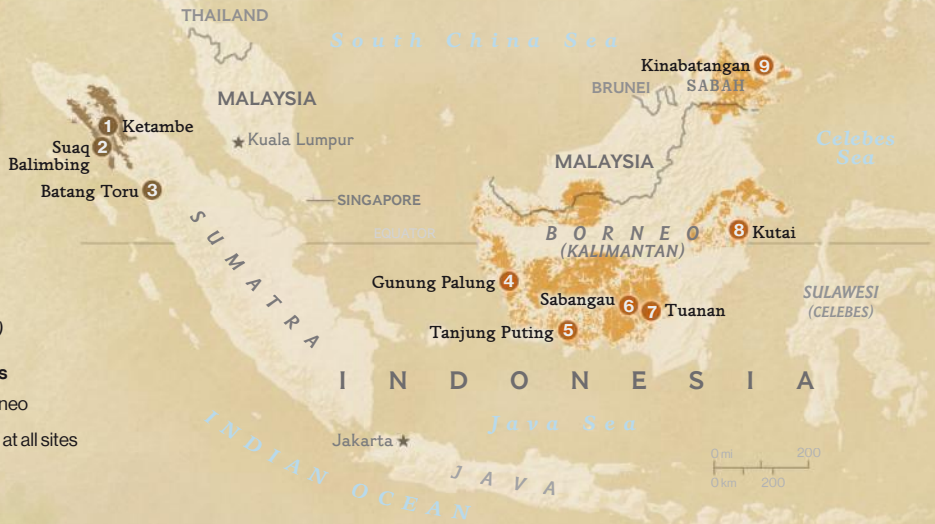 THAILAND
South China Sea
Kinabatangan 9
BRUNEI
SABAH
MALAYSIA
1 Ketambe
Suaq 2
Balimbing
Kuala Lumpur
Celebes
Sea
MALAYSIA
Batang Toru 3
SINGAPORE
SUMATRA
BORNEO
(KALIMANTAN)
8 Kutai
Gunung Palung 4
Sabangau 6
7 Tuanan
SULAWESI
(CELEBES)
Tanjung Puting 5
)
s
INDONESIA
neo
at all sites
Java Sea
INDIAN OCEAN
Jakarta
JAVA
0 mi 200
0 km 200